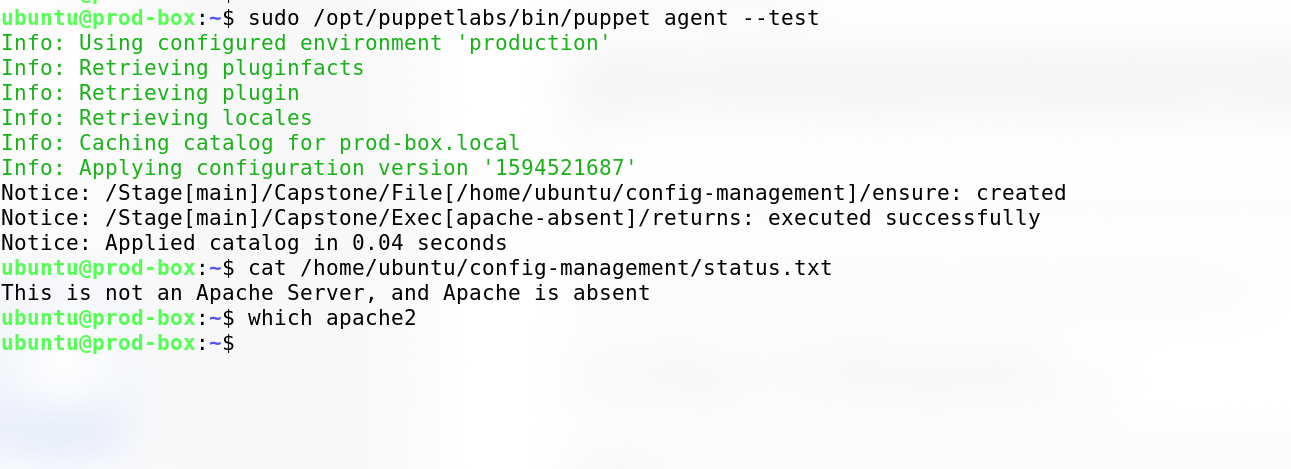 ubuntu@prod-box:~$ sudo /opt/puppetlabs/bin/puppet agent --test
Info: Using configured environment 'production'
Info: Retrieving pluginfacts
Info: Retrieving plugin
Info: Retrieving locales
Info: Caching catalog for prod-box.local
Info: Applying configuration version '1594521687'
Notice: /Stage[main]/Capstone/File[/home/ubuntu/config-management]/ensure: created
Notice: /Stage[main]/Capstone/Exec[apache-absent]/returns: executed successfully
Notice: Applied catalog in 0.04 seconds
ubuntu@prod-box:~$ cat /home/ubuntu/config-management/status.txt
This is not an Apache Server, and Apache is absent
ubuntu@prod-box:~$ which apache2
ubuntu@prod-box:~$